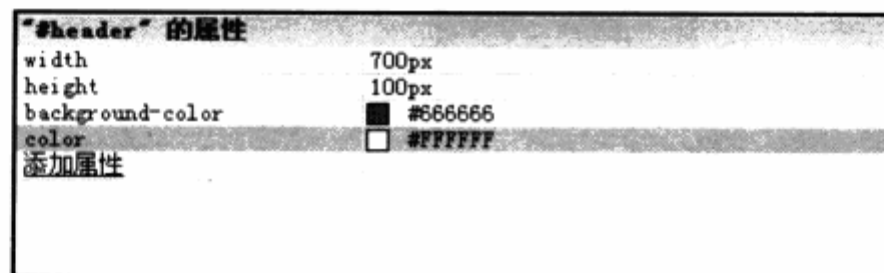 "#header" 的属性
width 700px
height 100px
background-color #666666
color #FFFFFF
添加属性